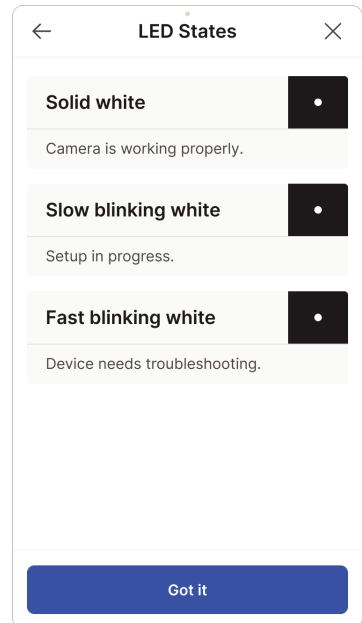 LED States
Solid white
Camera is working properly.
Slow blinking white
Setup in progress.
Fast blinking white
Device needs troubleshooting.
Got it